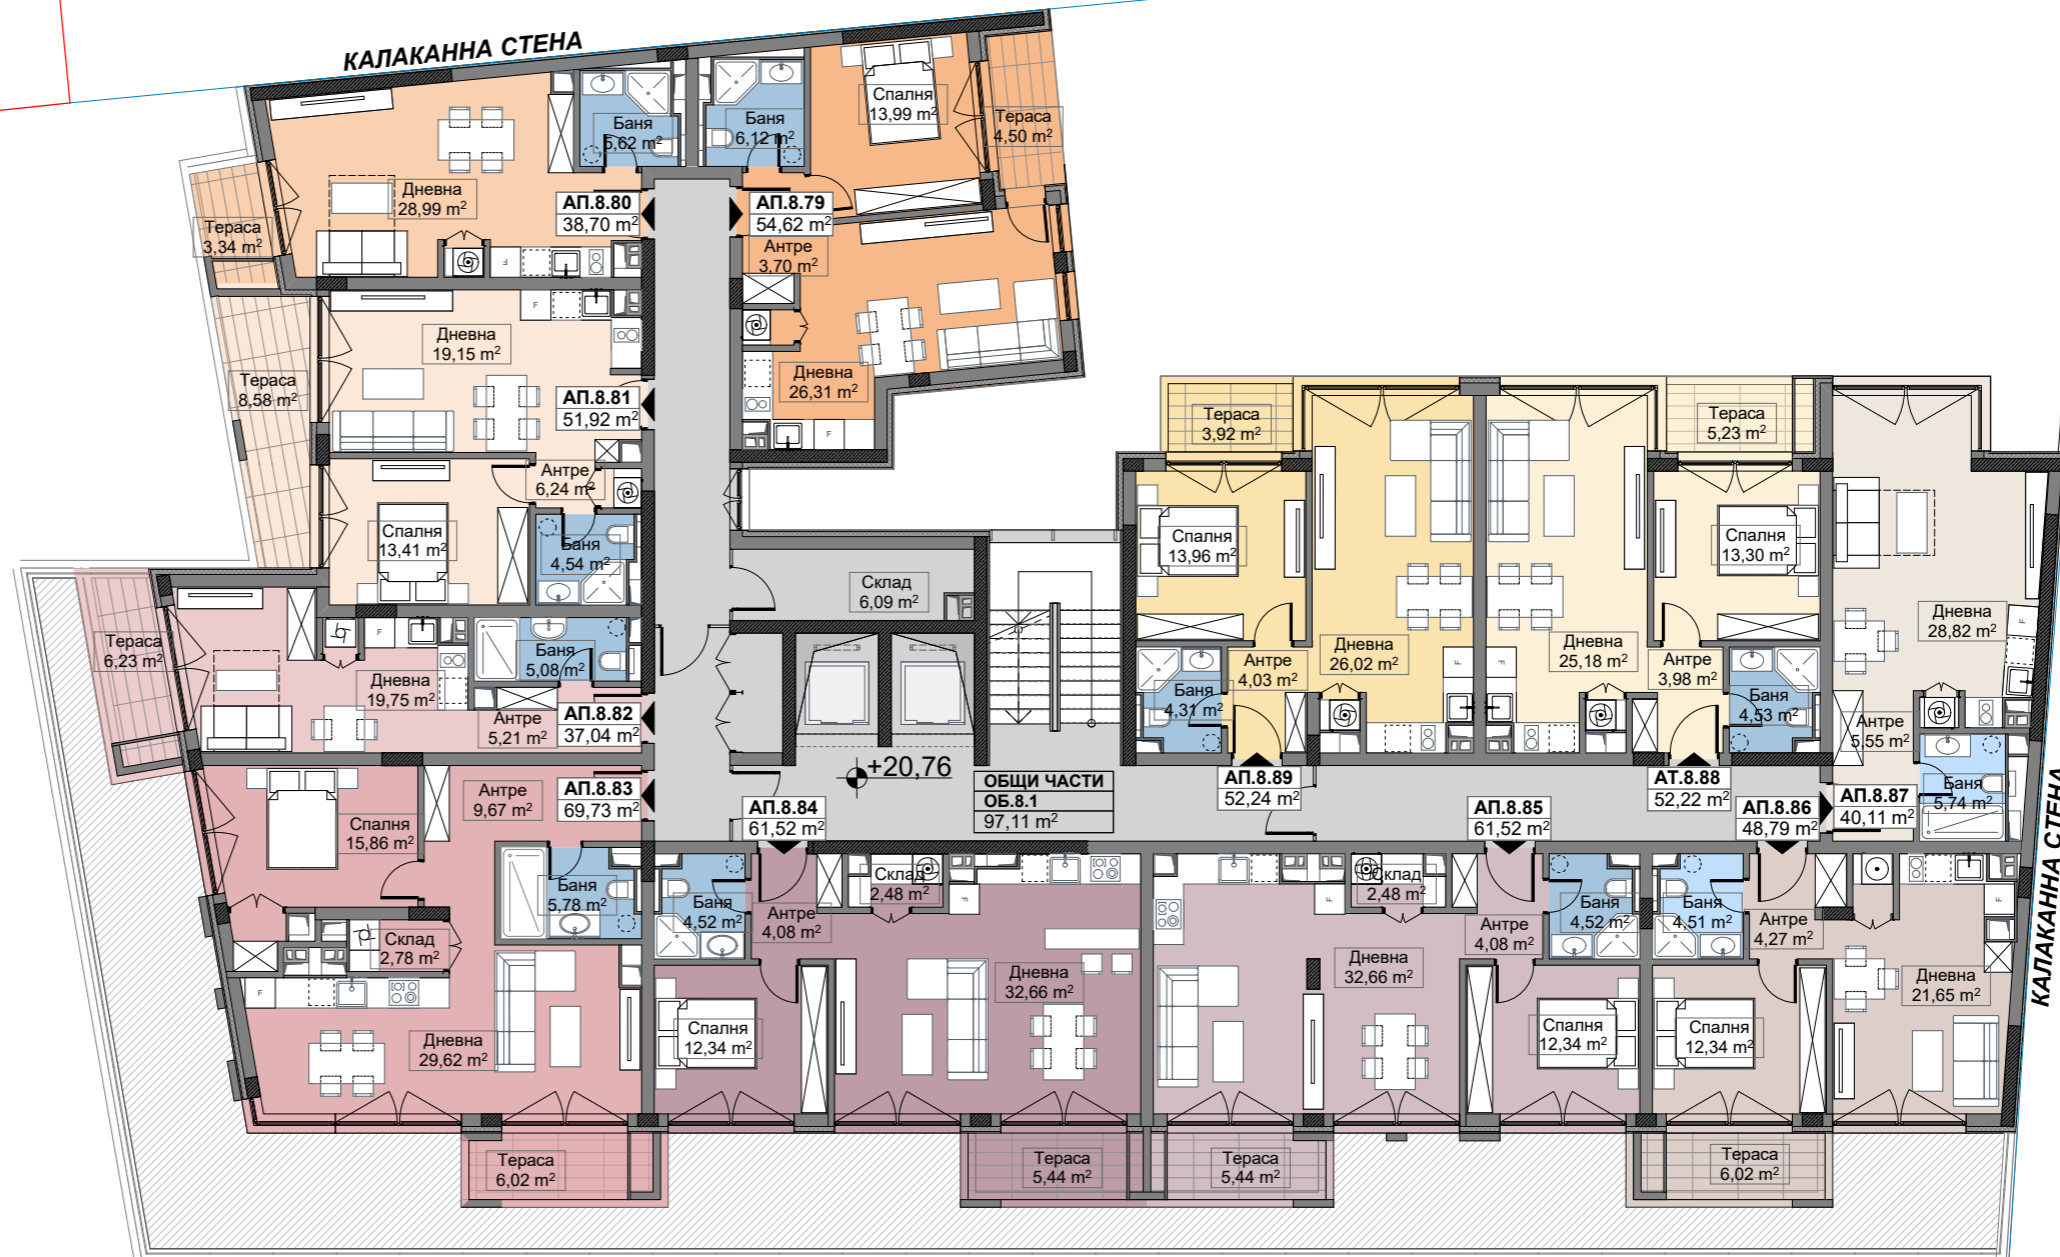 КАЛАКАННА СТЕНА
Спалня
13,99 m²
Тераса
4,50 m²
Баня
5,62 m²
Баня
6,12 m²
Дневна
28,99 m²
Тераса
3,34 m²
АП.8.80
38,70 m²
АП.8.79
54,62 m²
Антре
3,70 m²
F
Дневна
26,31 m²
F
Дневна
19,15 m²
F
Тераса
8,58 m²
АП.8.81
51,92 m²
Антре
6,24 m²
Спалня
13,41 m²
Баня
4,54 m²
Склад
6,09 m²
Тераса
3,92 m²
Тераса
5,23 m²
Спалня
13,96 m²
Спалня
13,30 m²
Дневна
26,02 m²
Дневна
25,18 m²
Дневна
28,82 m²
F
F
F
Антре
4,03 m²
Антре
3,98 m²
Баня
4,31 m²
Баня
4,53 m²
Антре
5,55 m²
Баня
5,74 m²
Тераса
6,23 m²
F
Баня
5,08 m²
Дневна
19,75 m²
Антре
5,21 m²
АП.8.82
37,04 m²
АП.8.83
69,73 m²
Антре
9,67 m²
Спалня
15,86 m²
+20,76
ОБЩИ ЧАСТИ
ОБ.8.1
97,11 m²
АП.8.84
61,52 m²
АП.8.89
52,24 m²
АП.8.85
61,52 m²
АТ.8.88
52,22 m²
АП.8.86
48,79 m²
АП.8.87
40,11 m²
КАЛАКАННА СТЕНА
Баня
5,78 m²
Склад
2,78 m²
F
Дневна
29,62 m²
Баня
4,52 m²
Антре
4,08 m²
Склад
2,48 m²
F
Дневна
32,66 m²
Спалня
12,34 m²
Склад
2,48 m²
F
Дневна
32,66 m²
Антре
4,08 m²
Баня
4,52 m²
Спалня
12,34 m²
Баня
4,51 m²
Антре
4,27 m²
F
Дневна
21,65 m²
Спалня
12,34 m²
Тераса
6,02 m²
Тераса
5,44 m²
Тераса
5,44 m²
Тераса
6,02 m²